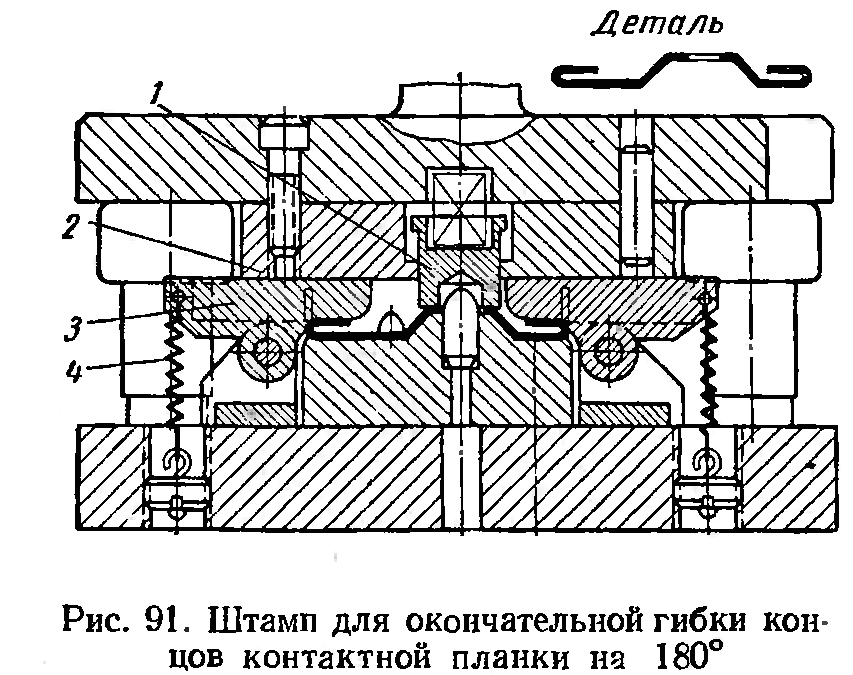 Деталь
1
2
3
4
Рис. 91. Штамп для окончательной гибки кон-
цов контактной планки на 180°